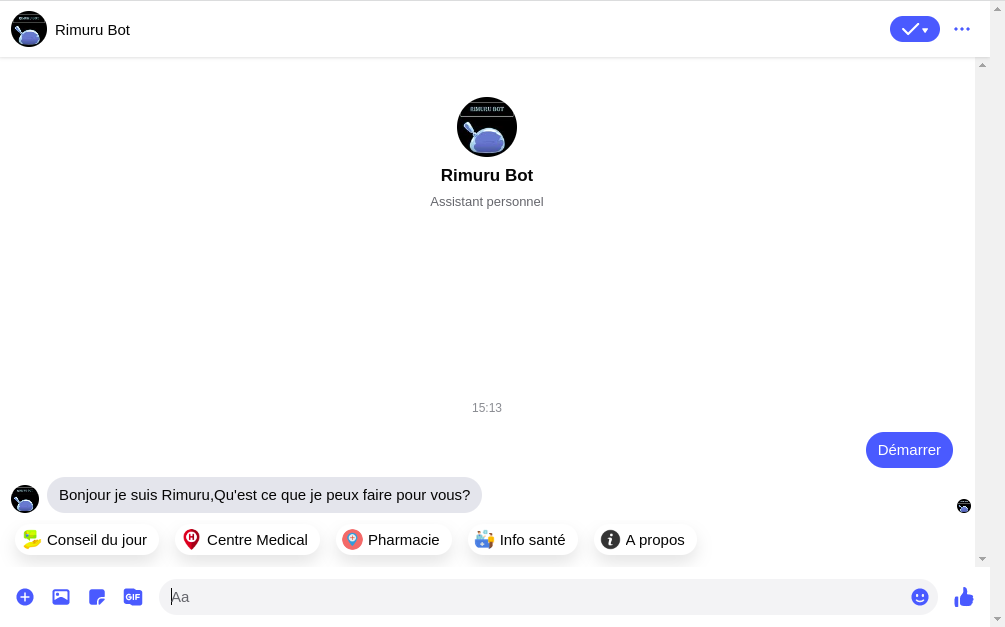 Rimuru Bot
RIMURU BOT
Rimuru Bot
Assistant personnel
15:13
Démarrer
Bonjour je suis Rimuru,Qu'est ce que je peux faire pour vous?
Conseil du jour
H Centre Medical
Pharmacie
i Info santé
A propos
GIF
Aa